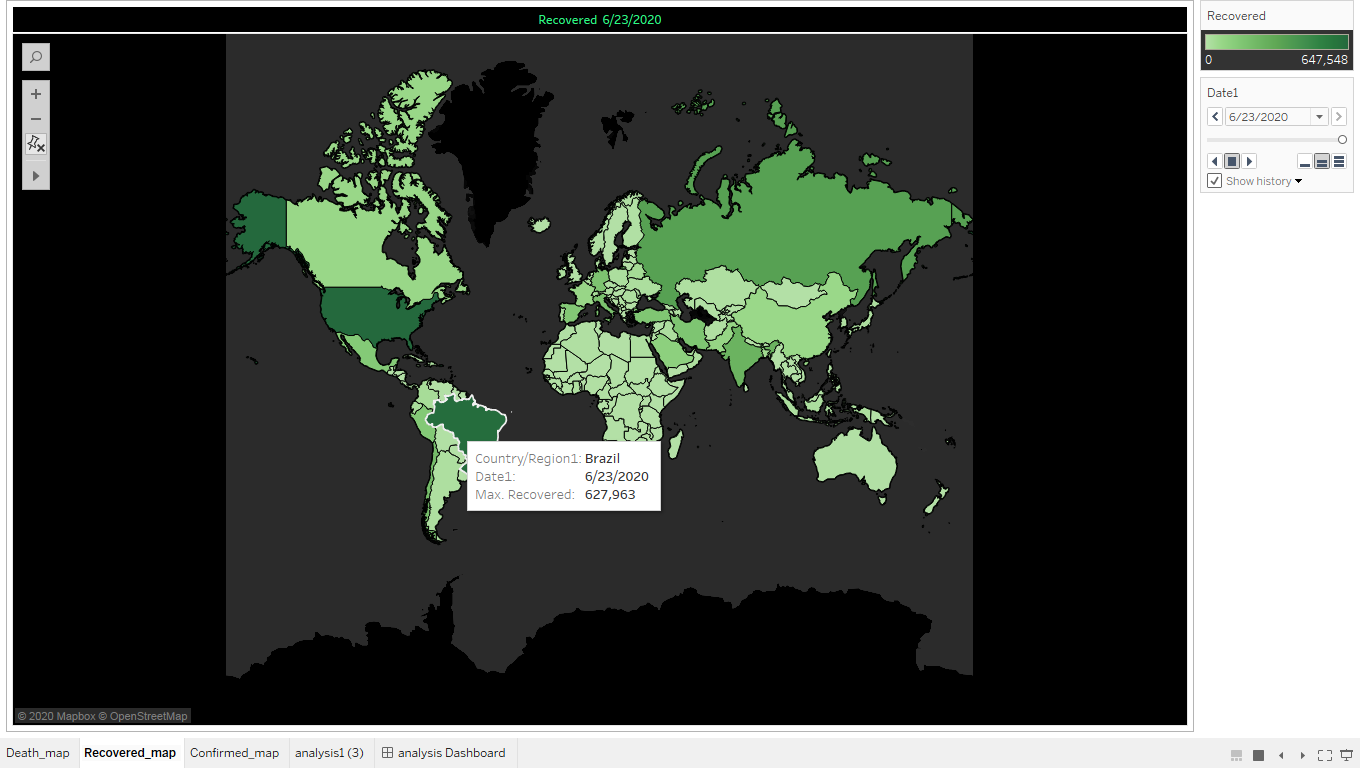 Recovered 6/23/2020
Recovered
0 647,548
Date1
6/23/2020
Show history
Country/Region1: Brazil
Date1: 6/23/2020
Max. Recovered: 627,963
© 2020 Mapbox © OpenStreetMap
Death_map Recovered_map Confirmed_map analysis1 (3) analysis Dashboard